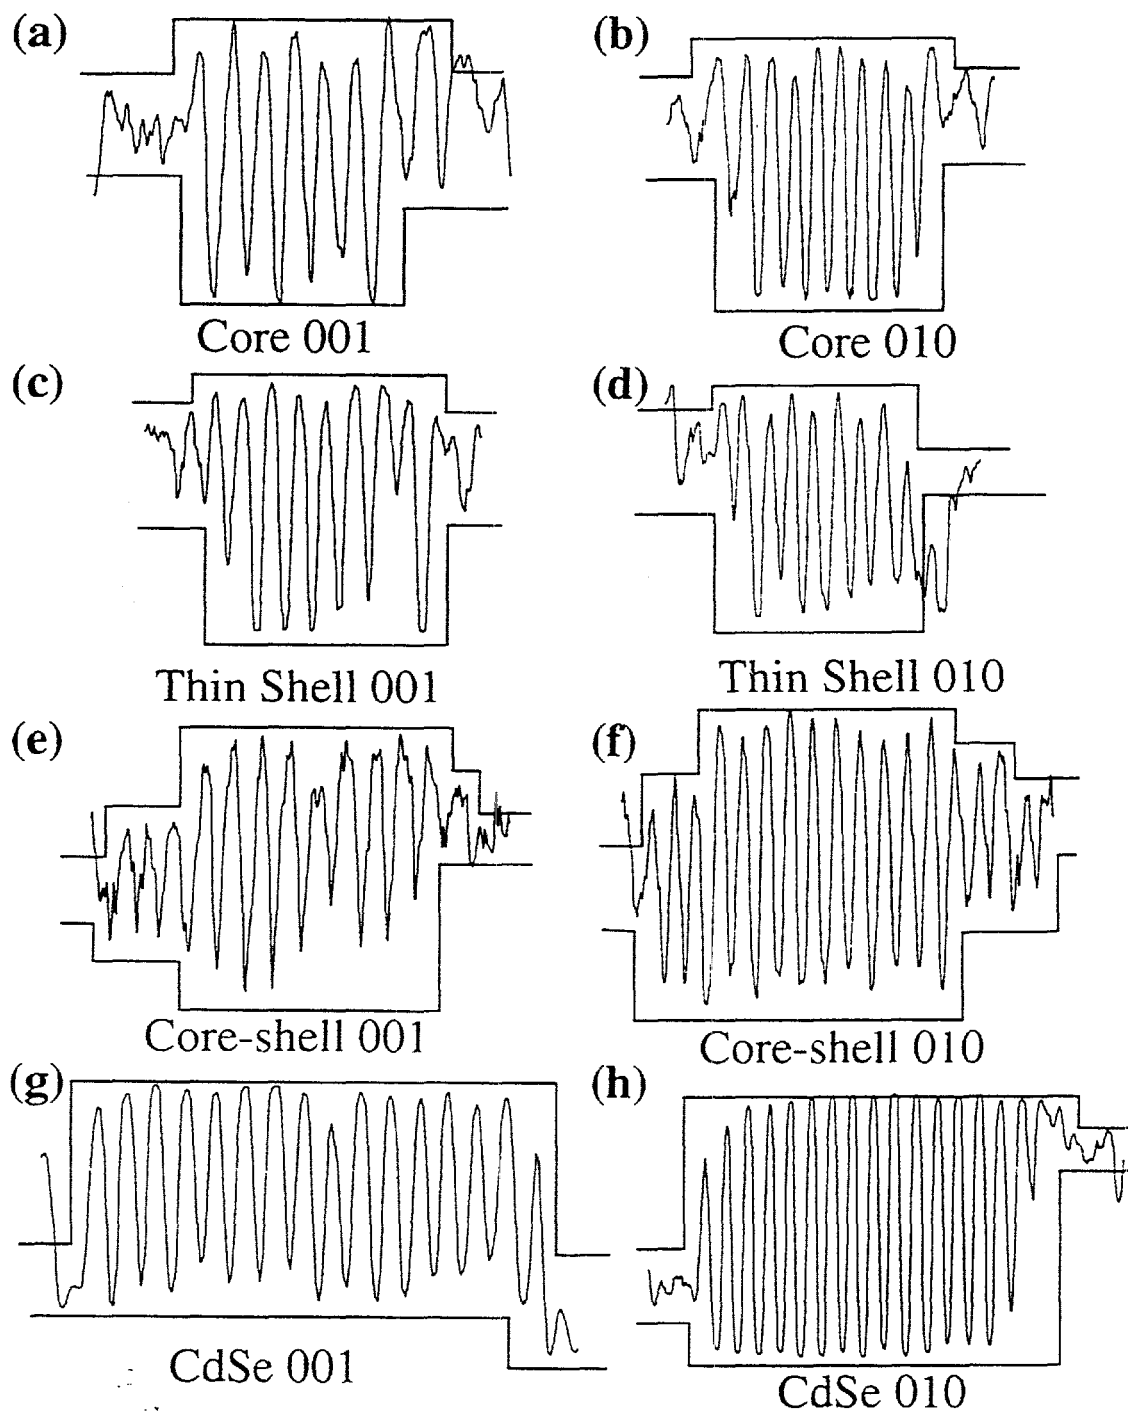 (a)
(b)
Core 001
Core 010
(c)
(d)
Thin Shell 001
Thin Shell 010
(e)
(f)
Core-shell 001
Core-shell 010
(g)
(h)
CdSe 001
CdSe 010